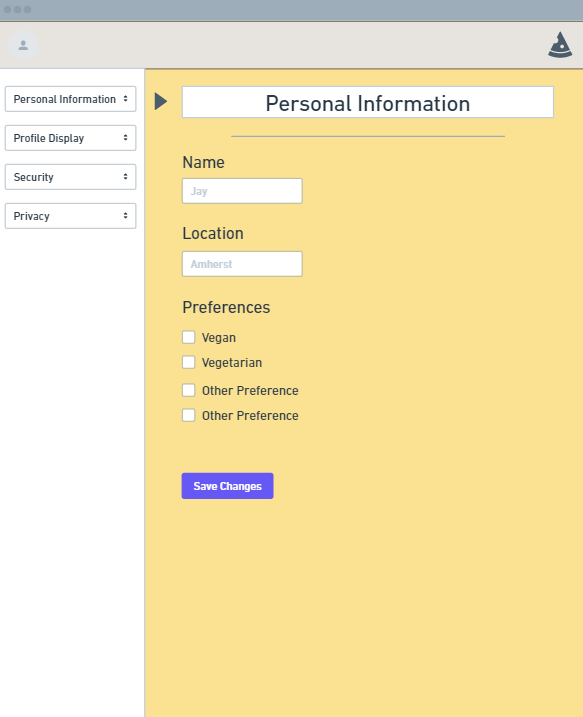 Personal Information
Profile Display
Security
Privacy
Personal Information
Name
Jay
Location
Amherst
Preferences
Vegan
Vegetarian
Other Preference
Other Preference
Save Changes